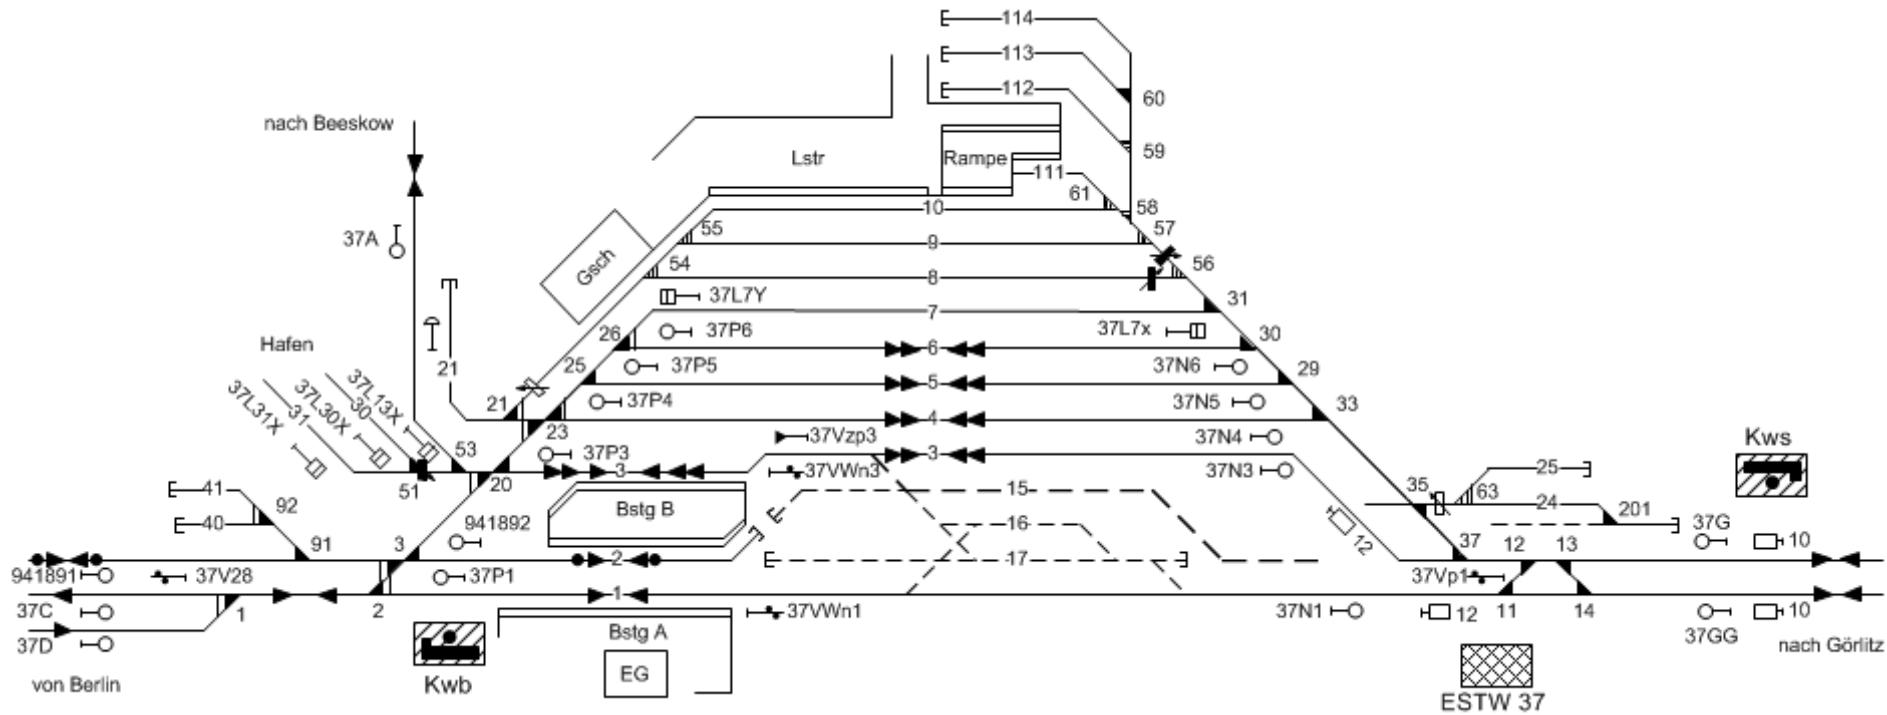 114
113
112
60
nach Beeskow
59
Lstr
Rampe
111
61
10
58
55
57
37A
9
Gsch
54
56
8
37L7Y
7
31
26
37P6
37L7x
30
Hafen
6
25
37P5
37N6
29
21
5
37L13X
30
37L30X
31
37L31X
21
37P4
37N5
33
4
23
37Vzp3
37N4
Kws
53
37P3
3
3
37VWn3
37N3
25
51
20
41
92
15
35
63
24
Bstg B
40
941892
16
12
201
37G
91
3
37
12
13
10
2
17
941891
37V28
37P1
37Vp1
1
37C
1
2
37VWn1
37N1
12
11
14
10
37D
Bstg A
37GG
nach Görlitz
von Berlin
Kwb
EG
ESTW 37